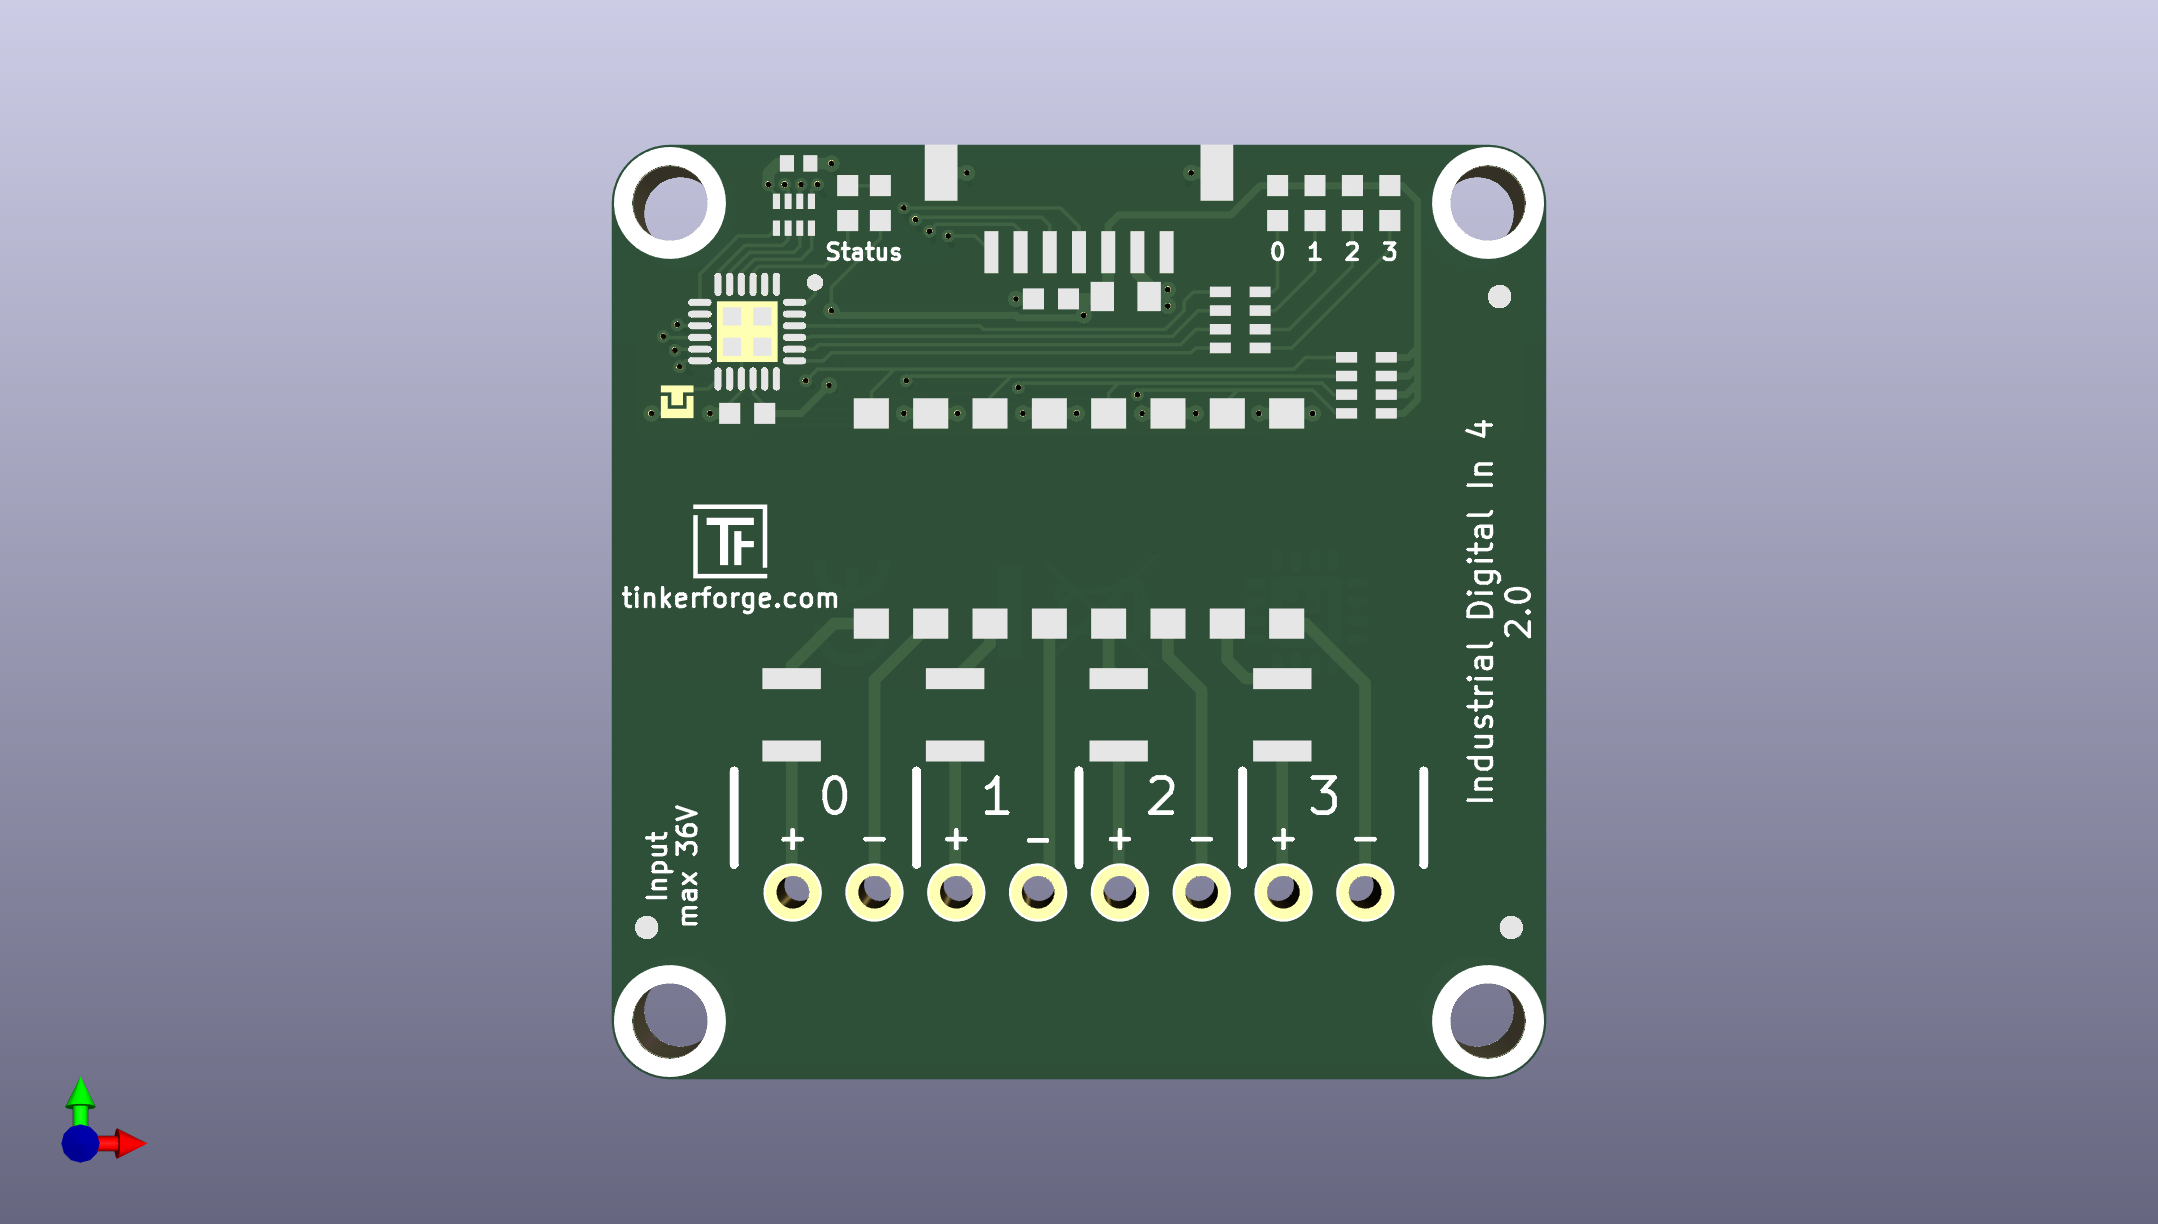 Status
0 1 2 3
TF
tinkerforge.com
Industrial Digital In 4
2.0
0 1 2 3
+ − + − + − + −
Input
max 36V